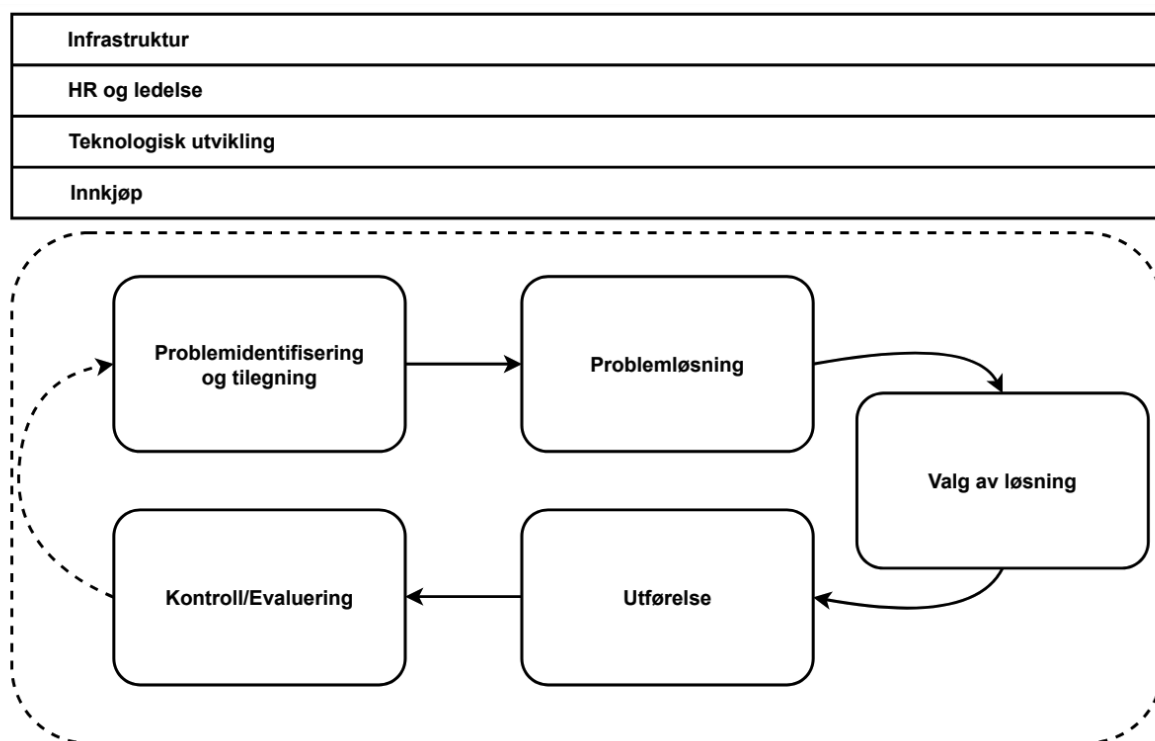 Infrastruktur
HR og ledelse
Teknologisk utvikling
Innkjøp
Problemidentifisering
og tilegning
Problemløsning
Valg av løsning
Kontroll/Evaluering
Utførelse